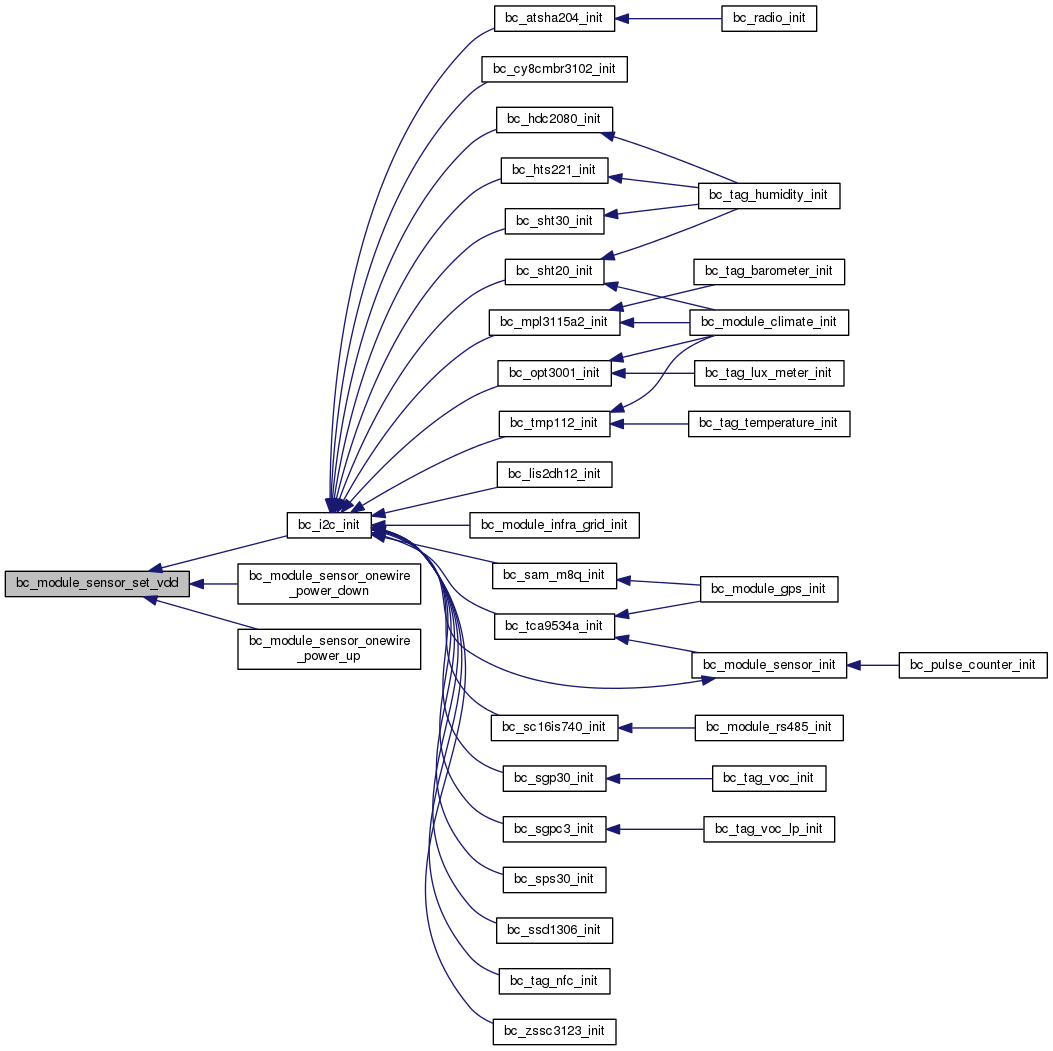 bc_atsha204_init
bc_radio_init
bc_cy8cmbr3102_init
bc_hdc2080_init
bc_hts221_init
bc_tag_humidity_init
bc_sht30_init
bc_sht20_init
bc_tag_barometer_init
bc_mpl3115a2_init
bc_module_climate_init
bc_opt3001_init
bc_tag_lux_meter_init
bc_tmp112_init
bc_tag_temperature_init
bc_lis2dh12_init
bc_i2c_init
bc_module_infra_grid_init
bc_module_sensor_set_vdd
bc_module_sensor_onewire
_power_down
bc_sam_m8q_init
bc_module_gps_init
bc_tca9534a_init
bc_module_sensor_onewire
_power_up
bc_module_sensor_init
bc_pulse_counter_init
bc_sc16is740_init
bc_module_rs485_init
bc_sgp30_init
bc_tag_voc_init
bc_sgpc3_init
bc_tag_voc_lp_init
bc_sps30_init
bc_ssd1306_init
bc_tag_nfc_init
bc_zssc3123_init